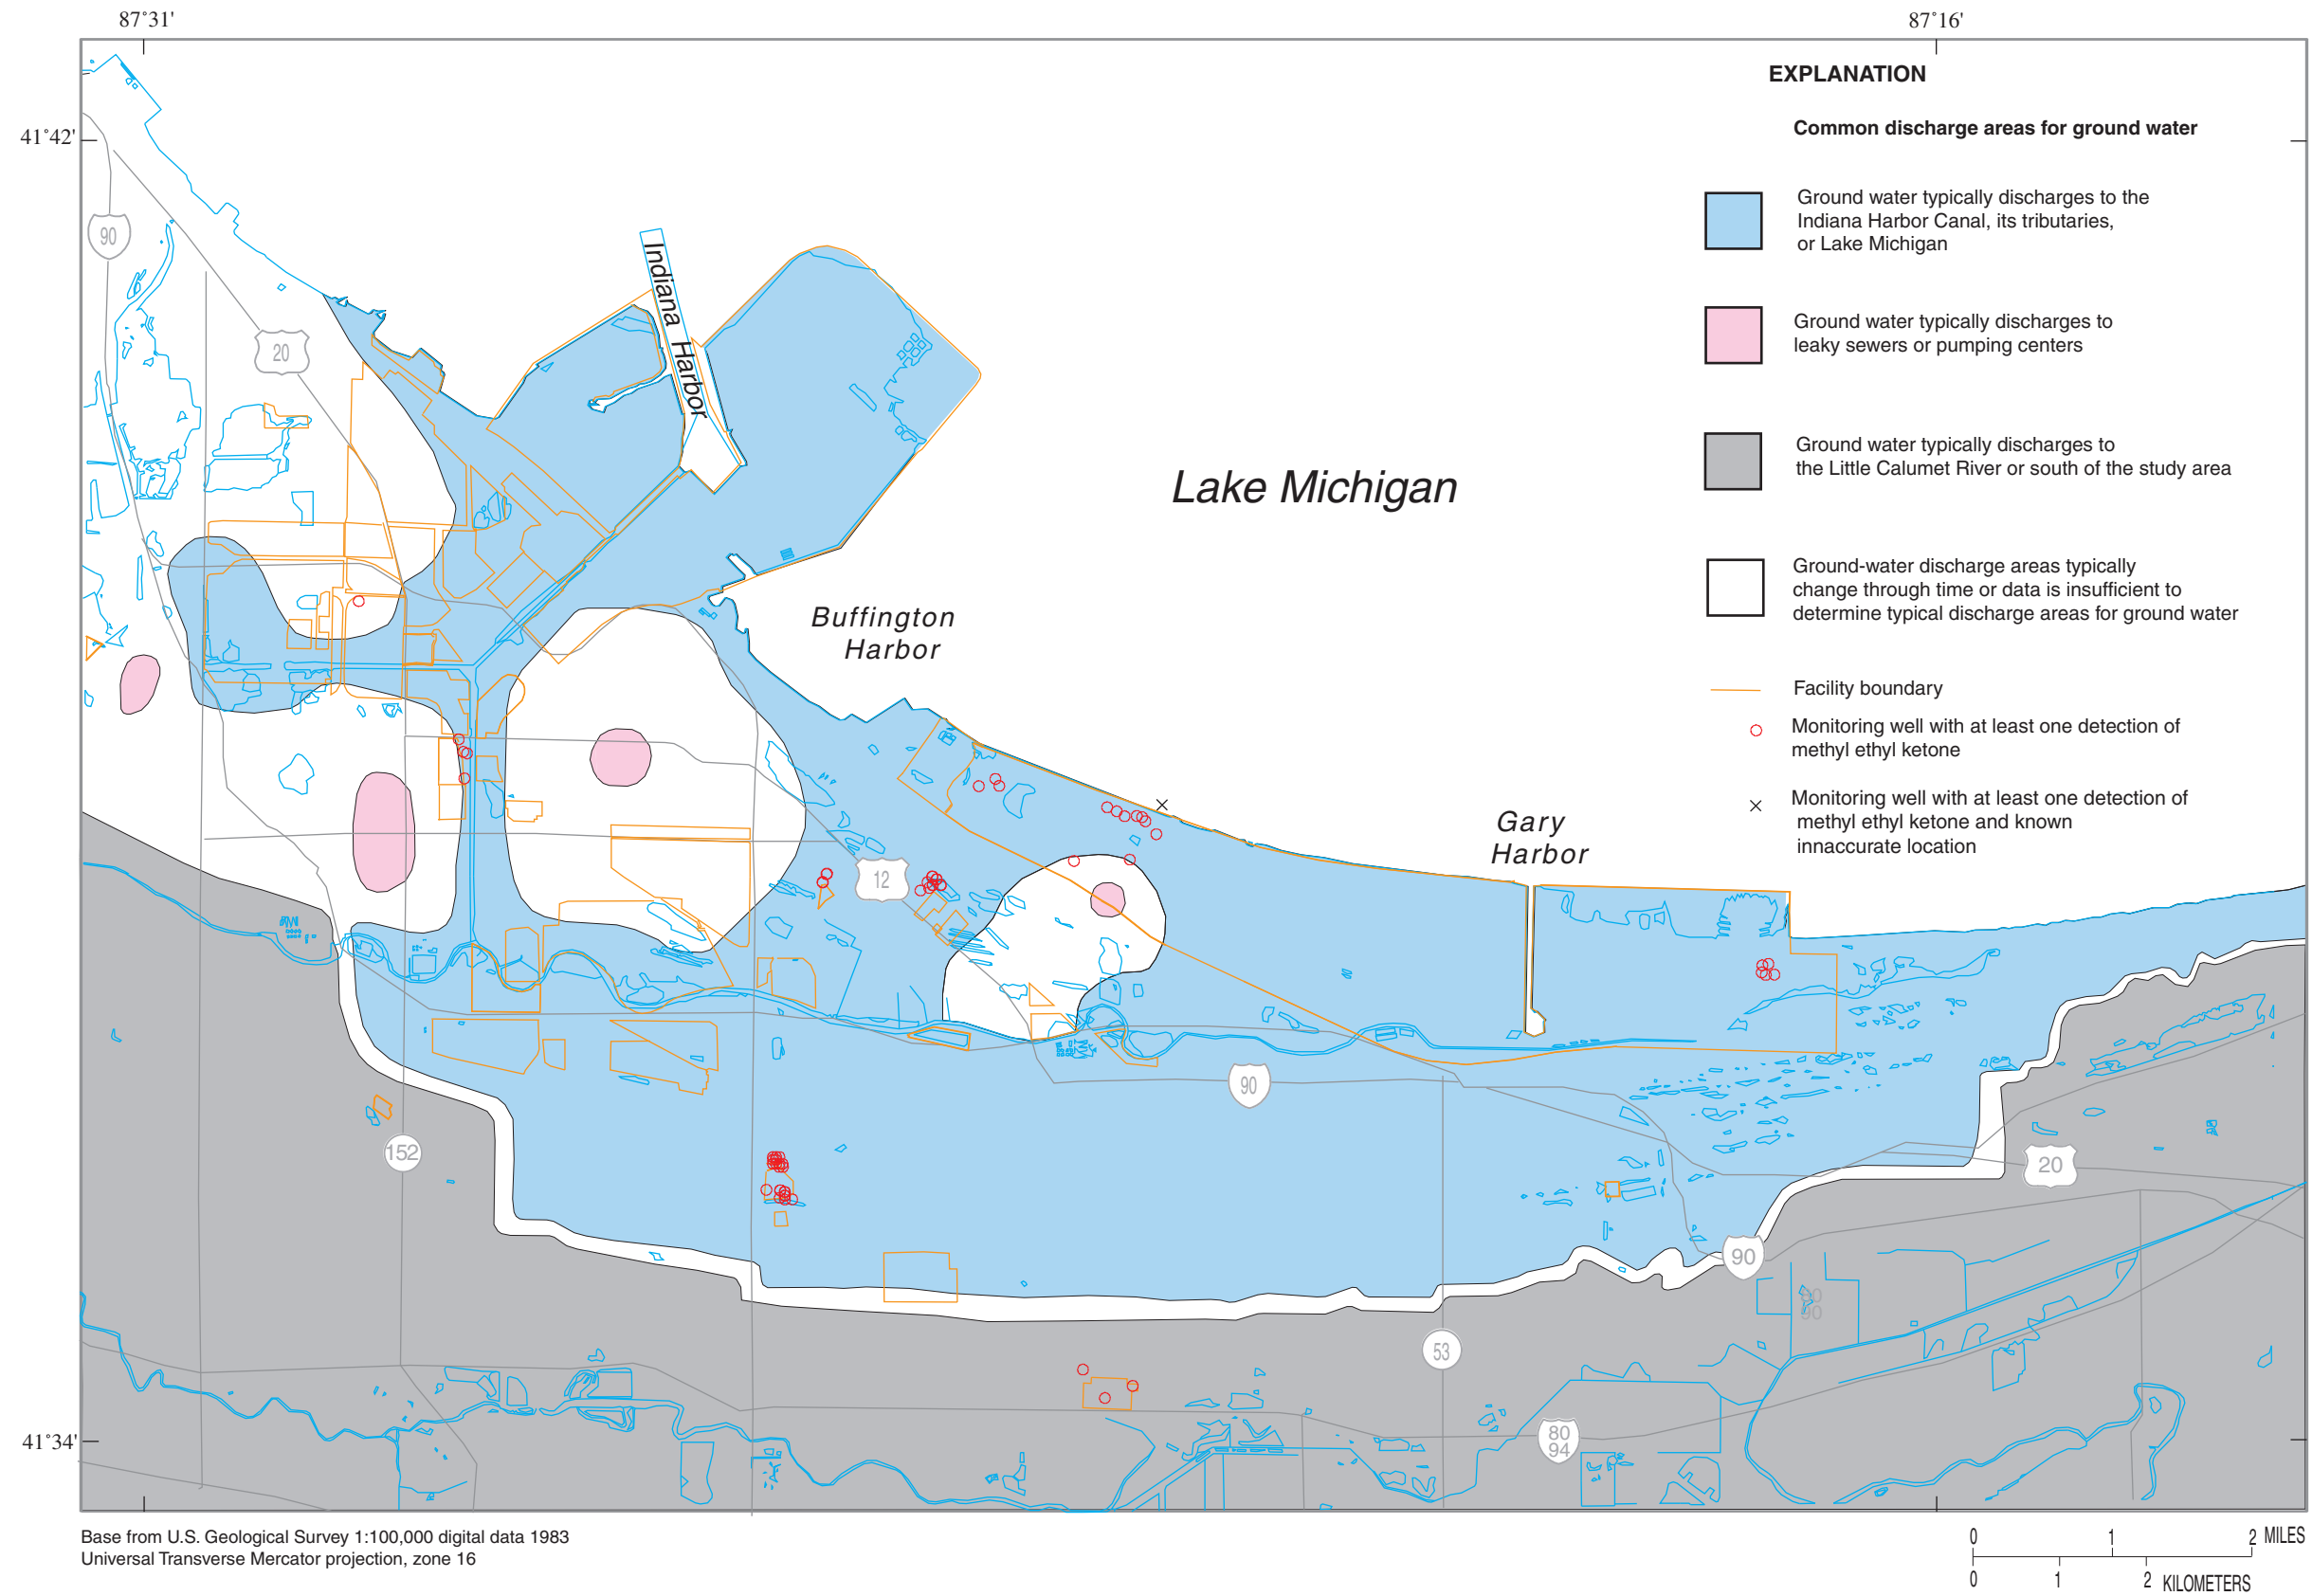 87°31'
87°16'
41°42'
EXPLANATION
Common discharge areas for ground water
Ground water typically discharges to the
Indiana Harbor Canal, its tributaries,
or Lake Michigan
Ground water typically discharges to
leaky sewers or pumping centers
Ground water typically discharges to
the Little Calumet River or south of the study area
Ground-water discharge areas typically
change through time or data is insufficient to
determine typical discharge areas for ground water
Facility boundary
Monitoring well with at least one detection of
methyl ethyl ketone
Monitoring well with at least one detection of
methyl ethyl ketone and known
innaccurate location
90
20
Indiana Harbor
Lake Michigan
Buffington
Harbor
Gary
Harbor
12
90
152
20
90
90
90
53
80
94
41°34'
Base from U.S. Geological Survey 1:100,000 digital data 1983
Universal Transverse Mercator projection, zone 16
0 1 2 MILES
0 1 2 KILOMETERS